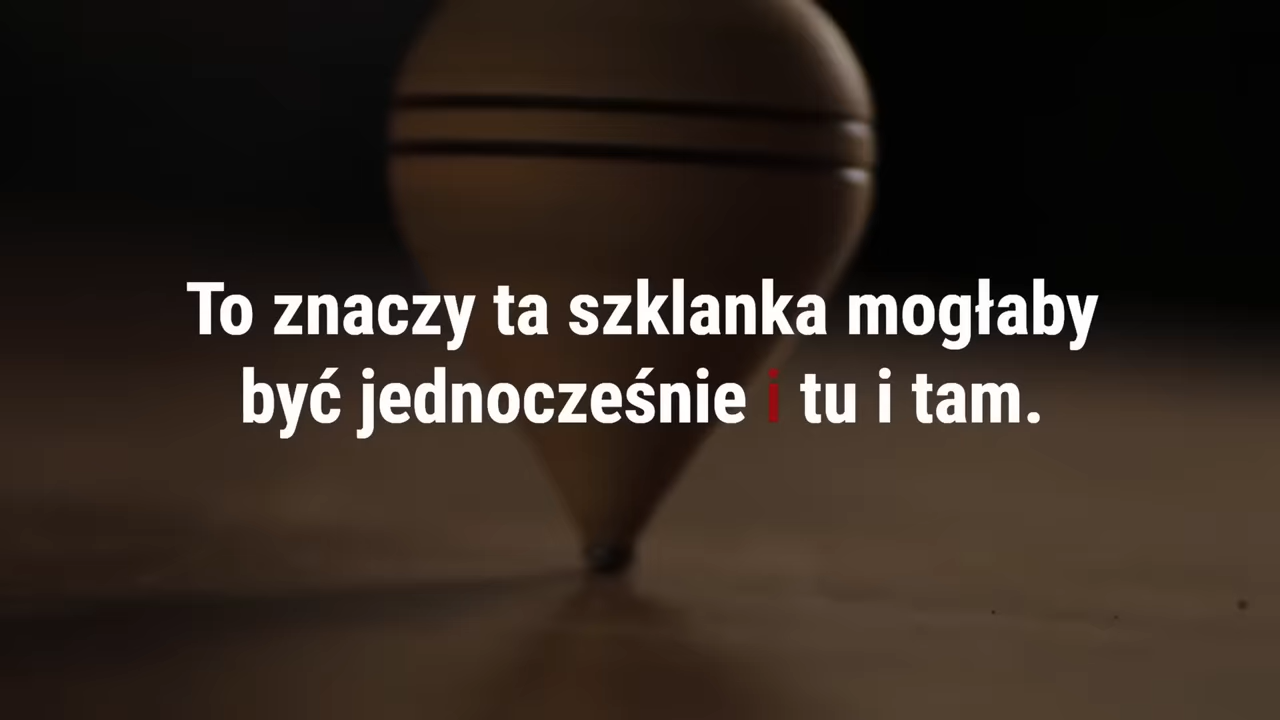 To znaczy ta szklanka mogłaby
być jednocześnie i tu i tam.